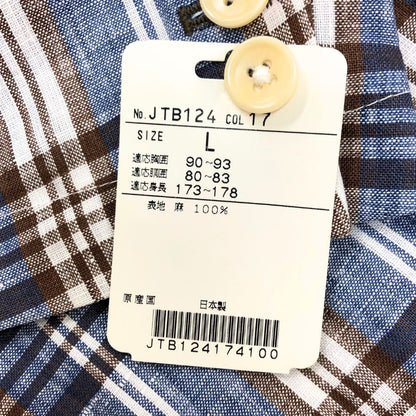 No. JTB124 COL 17
SIZE L
適応胸囲 90~93
適応胴囲 80~83
適応身長 173~178
表地 麻 100%
原産国 日本製
JTB124174100